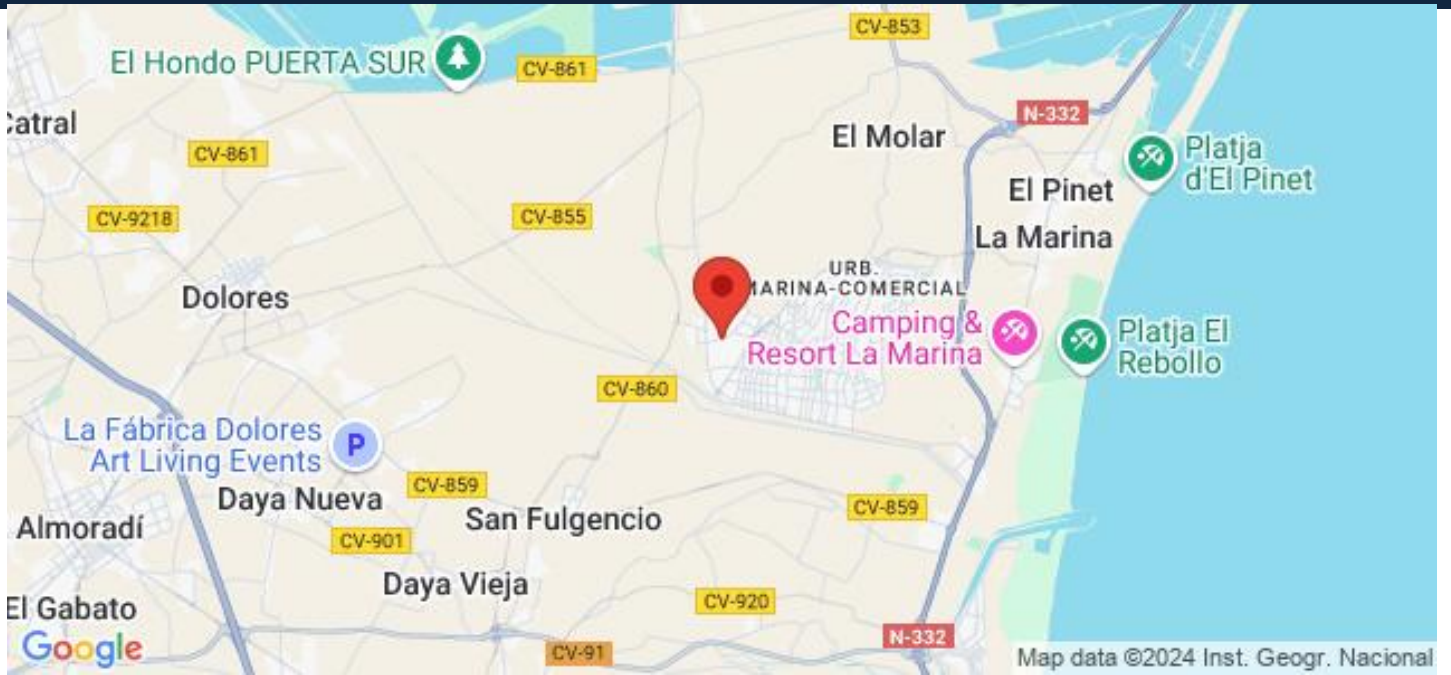 CV-853
El Hondo PUERTA SUR
CV-861
N-332
Catral
El Molar
CV-861
Platja
d'El Pinet
El Pinet
CV-9218
CV-855
La Marina
URB.
MARINA-COMERCIAL
Dolores
Camping &
Resort La Marina
Platja El
Rebollo
CV-860
La Fábrica Dolores
Art Living Events
P
Daya Nueva
CV-859
San Fulgencio
CV-859
Almoradí
CV-901
Daya Vieja
CV-920
El Gabato
N-332
Google
CV-91
Map data ©2024 Inst. Geogr. Nacional